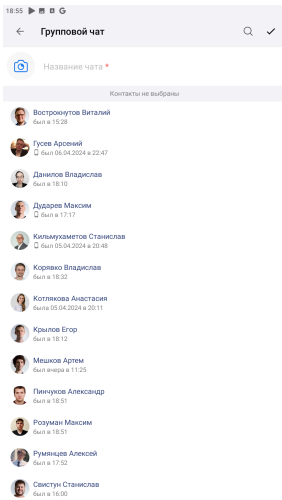 18:55
Групповой чат
Название чата *
Контакты не выбраны
Вострокнутов Виталий
был в 15:28
Гусев Арсений
был 06.04.2024 в 22:47
Данилов Владислав
был в 18:10
Дударев Максим
был в 17:17
Кильмухаметов Станислав
был 05.04.2024 в 20:48
Корявко Владислав
был в 18:32
Котлякова Анастасия
была 05.04.2024 в 20:11
Крылов Егор
был в 18:12
Мешков Артем
был вчера в 11:25
Пинчуков Александр
был в 18:51
Розуман Максим
был в 18:51
Румянцев Алексей
был в 17:52
Свистун Станислав
был в 16:00